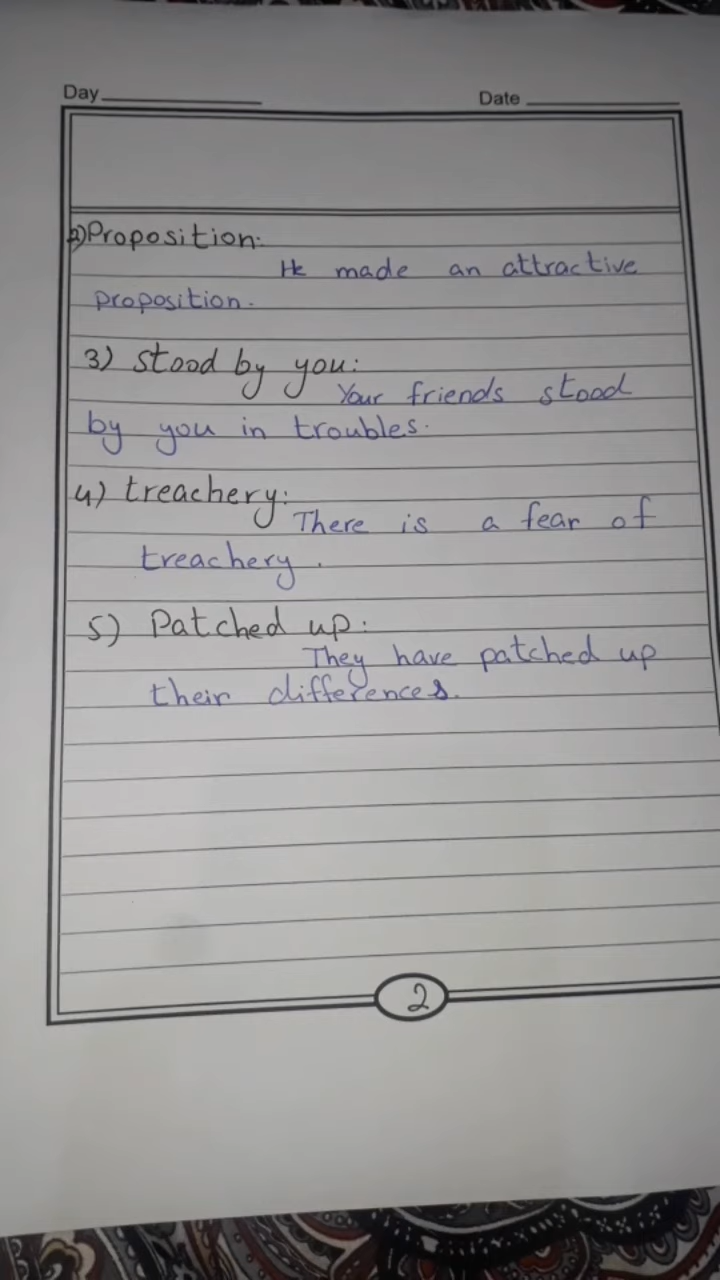 Day
Date
2) Proposition:
He made an attractive
proposition.
3) stood by you:
Your friends stood
by you in troubles.
4) treachery:
There is a fear of
treachery.
5) Patched up:
They have patched up
their differences.
2